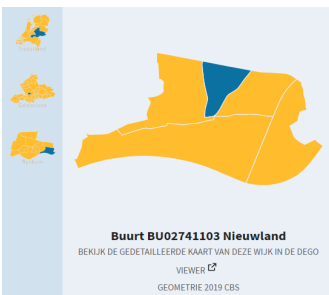 Buurt BU02741103 Nieuwland
BEKIJK DE GEDETAILLEERDE KAART VAN DEZE WIJK IN DE DEGO
VIEWER
GEOMETRIE 2019 CBS